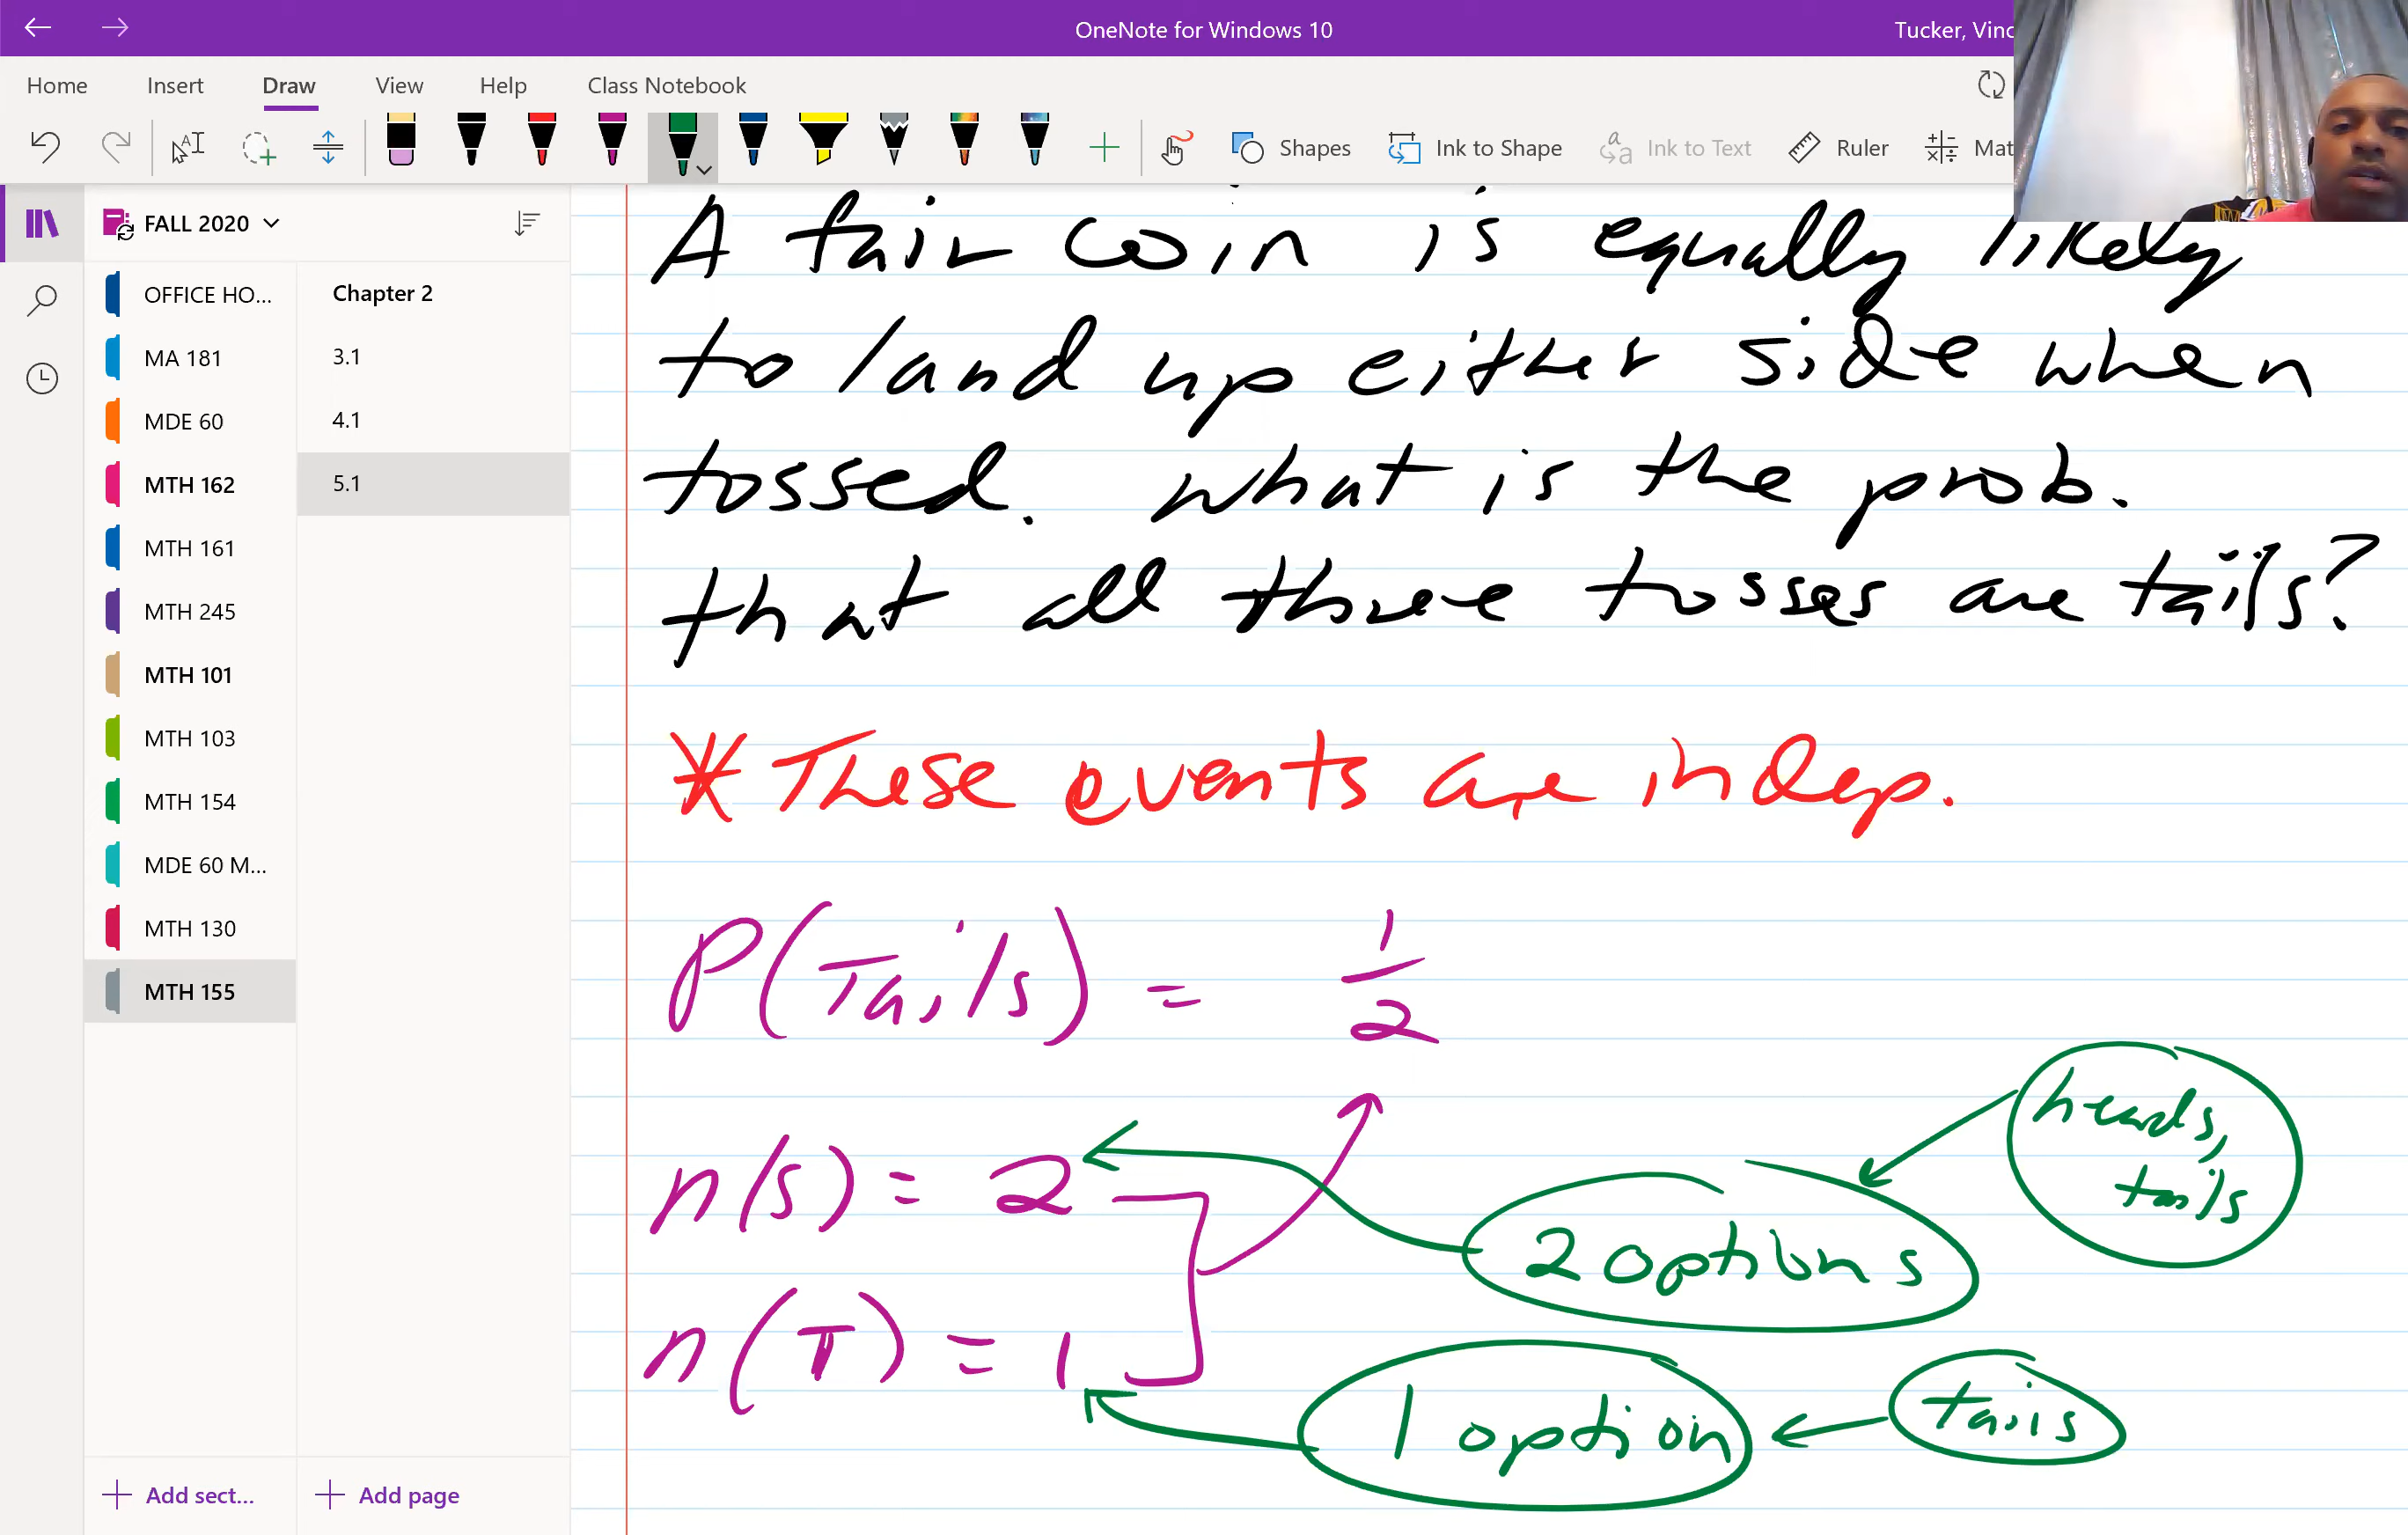 OneNote for Windows 10
Tucker, Vinc
Home Insert Draw View Help Class Notebook
Shapes Ink to Shape Ink to Text Ruler Mat
FALL 2020
OFFICE HO...
MA 181
MDE 60
MTH 162
MTH 161
MTH 245
MTH 101
MTH 103
MTH 154
MDE 60 M...
MTH 130
MTH 155
Add sect...
Chapter 2
3.1
4.1
5.1
Add page
A fair coin is equally likely
to land up either side when
tossed. What is the prob.
that all three tosses are tails?
* These events are indep.
P(Tails) = 1/2
n(s) = 2
2 options
heads,
tails
n(T) = 1
1 option
tails